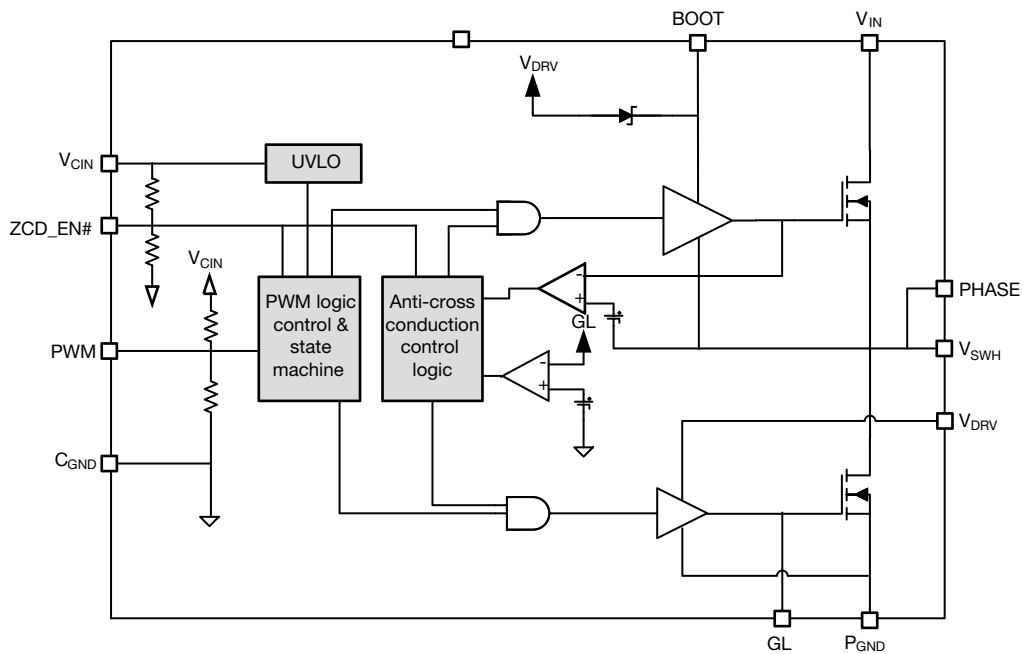 BOOT
VIN
VDRV
VCIN
UVLO
ZCD_EN#
VCIN
PWM logic
control &
state
machine
Anti-cross
conduction
control
logic
-
+
GL
-
+
PHASE
PWM
VSWH
VDRV
CGND
GL
PGND